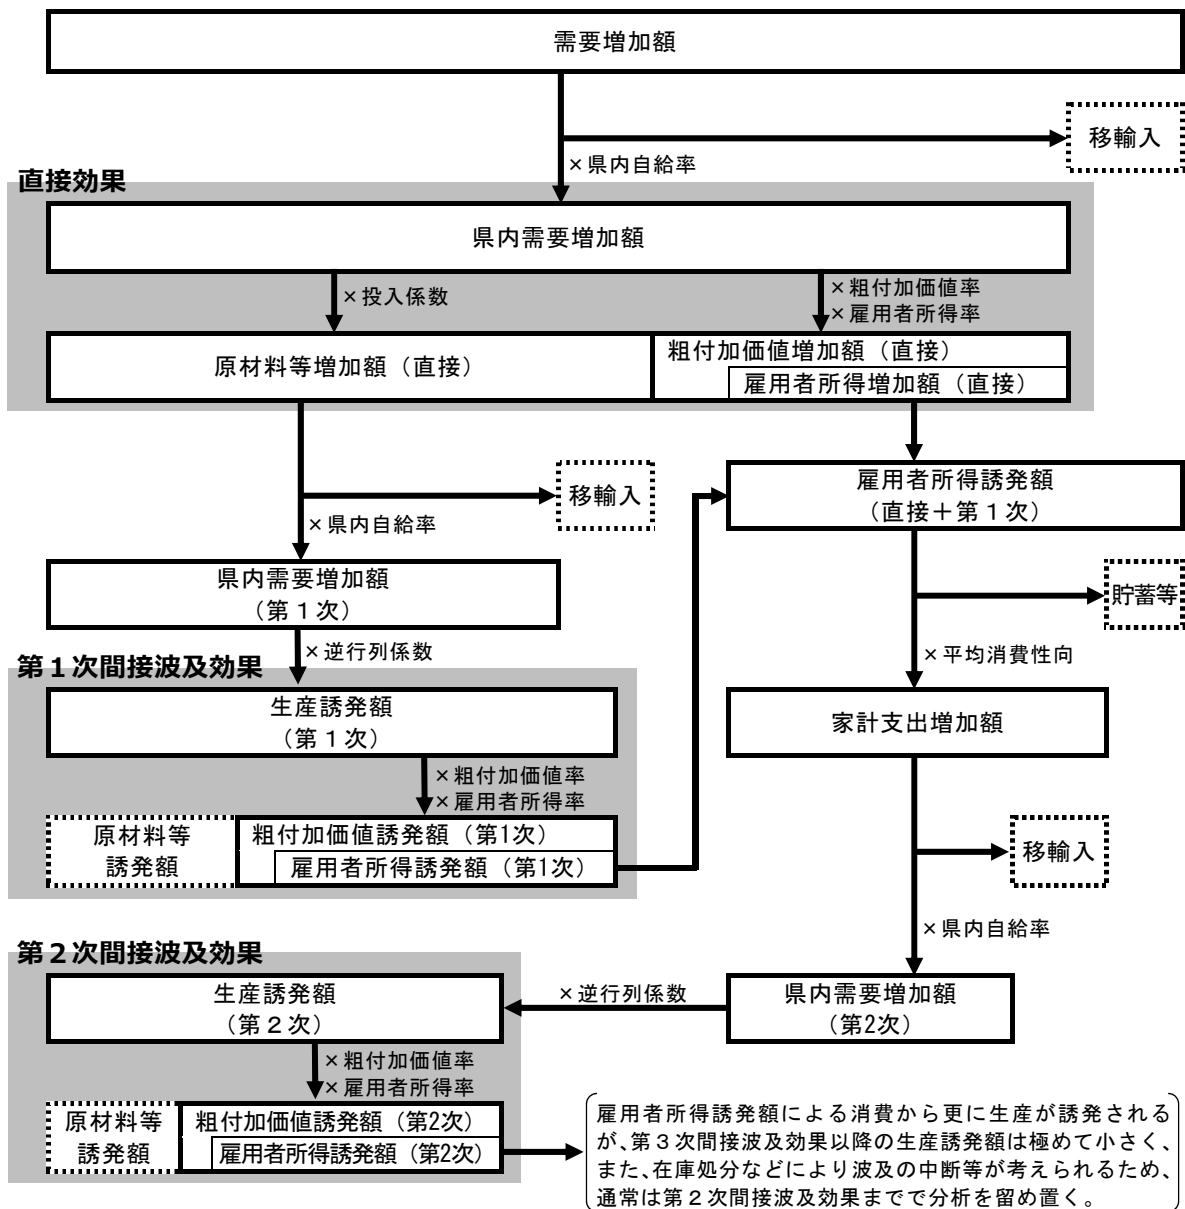 需要増加額
移輸入
×県内自給率
直接効果
県内需要増加額
×投入係数
×粗付加価値率
×雇用者所得率
原材料等増加額（直接）
粗付加価値増加額（直接）
雇用者所得増加額（直接）
移輸入
×県内自給率
雇用者所得誘発額
（直接＋第１次）
県内需要増加額
（第１次）
貯蓄等
×逆行列係数
×平均消費性向
第１次間接波及効果
生産誘発額
（第１次）
家計支出増加額
×粗付加価値率
×雇用者所得率
原材料等
誘発額
粗付加価値誘発額（第1次）
雇用者所得誘発額（第1次）
移輸入
×県内自給率
第２次間接波及効果
生産誘発額
（第２次）
×逆行列係数
県内需要増加額
（第2次）
×粗付加価値率
×雇用者所得率
原材料等
誘発額
粗付加価値誘発額（第2次）
雇用者所得誘発額（第2次）
雇用者所得誘発額による消費から更に生産が誘発される
が、第３次間接波及効果以降の生産誘発額は極めて小さく、
また、在庫処分などにより波及の中断等が考えられるため、
通常は第２次間接波及効果までで分析を留め置く。